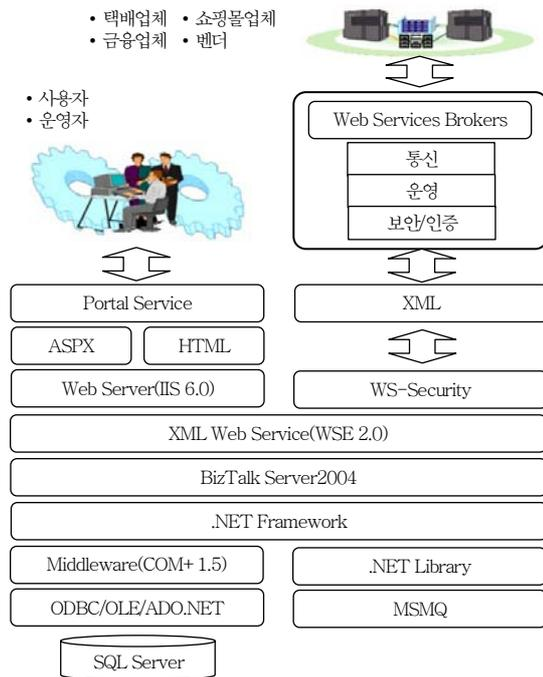 • 택배업체 • 쇼핑몰업체
• 금융업체 • 벤더
• 사용자
• 운영자
Web Services Brokers
통신
운영
보안/인증
Portal Service
XML
ASPX
HTML
Web Server(IIS 6.0)
WS-Security
XML Web Service(WSE 2.0)
BizTalk Server2004
.NET Framework
Middleware(COM+ 1.5)
.NET Library
ODBC/OLE/ADO.NET
MSMQ
SQL Server